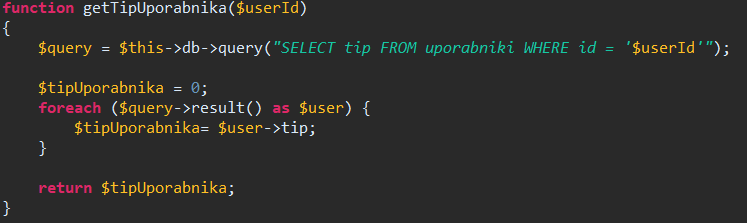 function getTipUporabnika($userId)
{
    $query = $this->db->query("SELECT tip FROM uporabniki WHERE id = '$userId'");
    $tipUporabnika = 0;
    foreach ($query->result() as $user) {
        $tipUporabnika= $user->tip;
    }
    return $tipUporabnika;
}